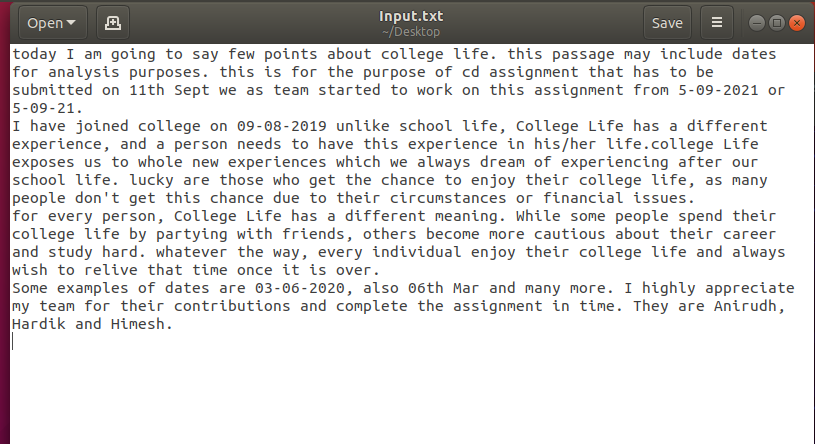 Open
Input.txt
~/Desktop
Save
today I am going to say few points about college life. this passage may include dates
for analysis purposes. this is for the purpose of cd assignment that has to be
submitted on 11th Sept we as team started to work on this assignment from 5-09-2021 or
5-09-21.
I have joined college on 09-08-2019 unlike school life, College Life has a different
experience, and a person needs to have this experience in his/her life.college Life
exposes us to whole new experiences which we always dream of experiencing after our
school life. lucky are those who get the chance to enjoy their college life, as many
people don't get this chance due to their circumstances or financial issues.
for every person, College Life has a different meaning. While some people spend their
college life by partying with friends, others become more cautious about their career
and study hard. whatever the way, every individual enjoy their college life and always
wish to relive that time once it is over.
Some examples of dates are 03-06-2020, also 06th Mar and many more. I highly appreciate
my team for their contributions and complete the assignment in time. They are Anirudh,
Hardik and Himesh.